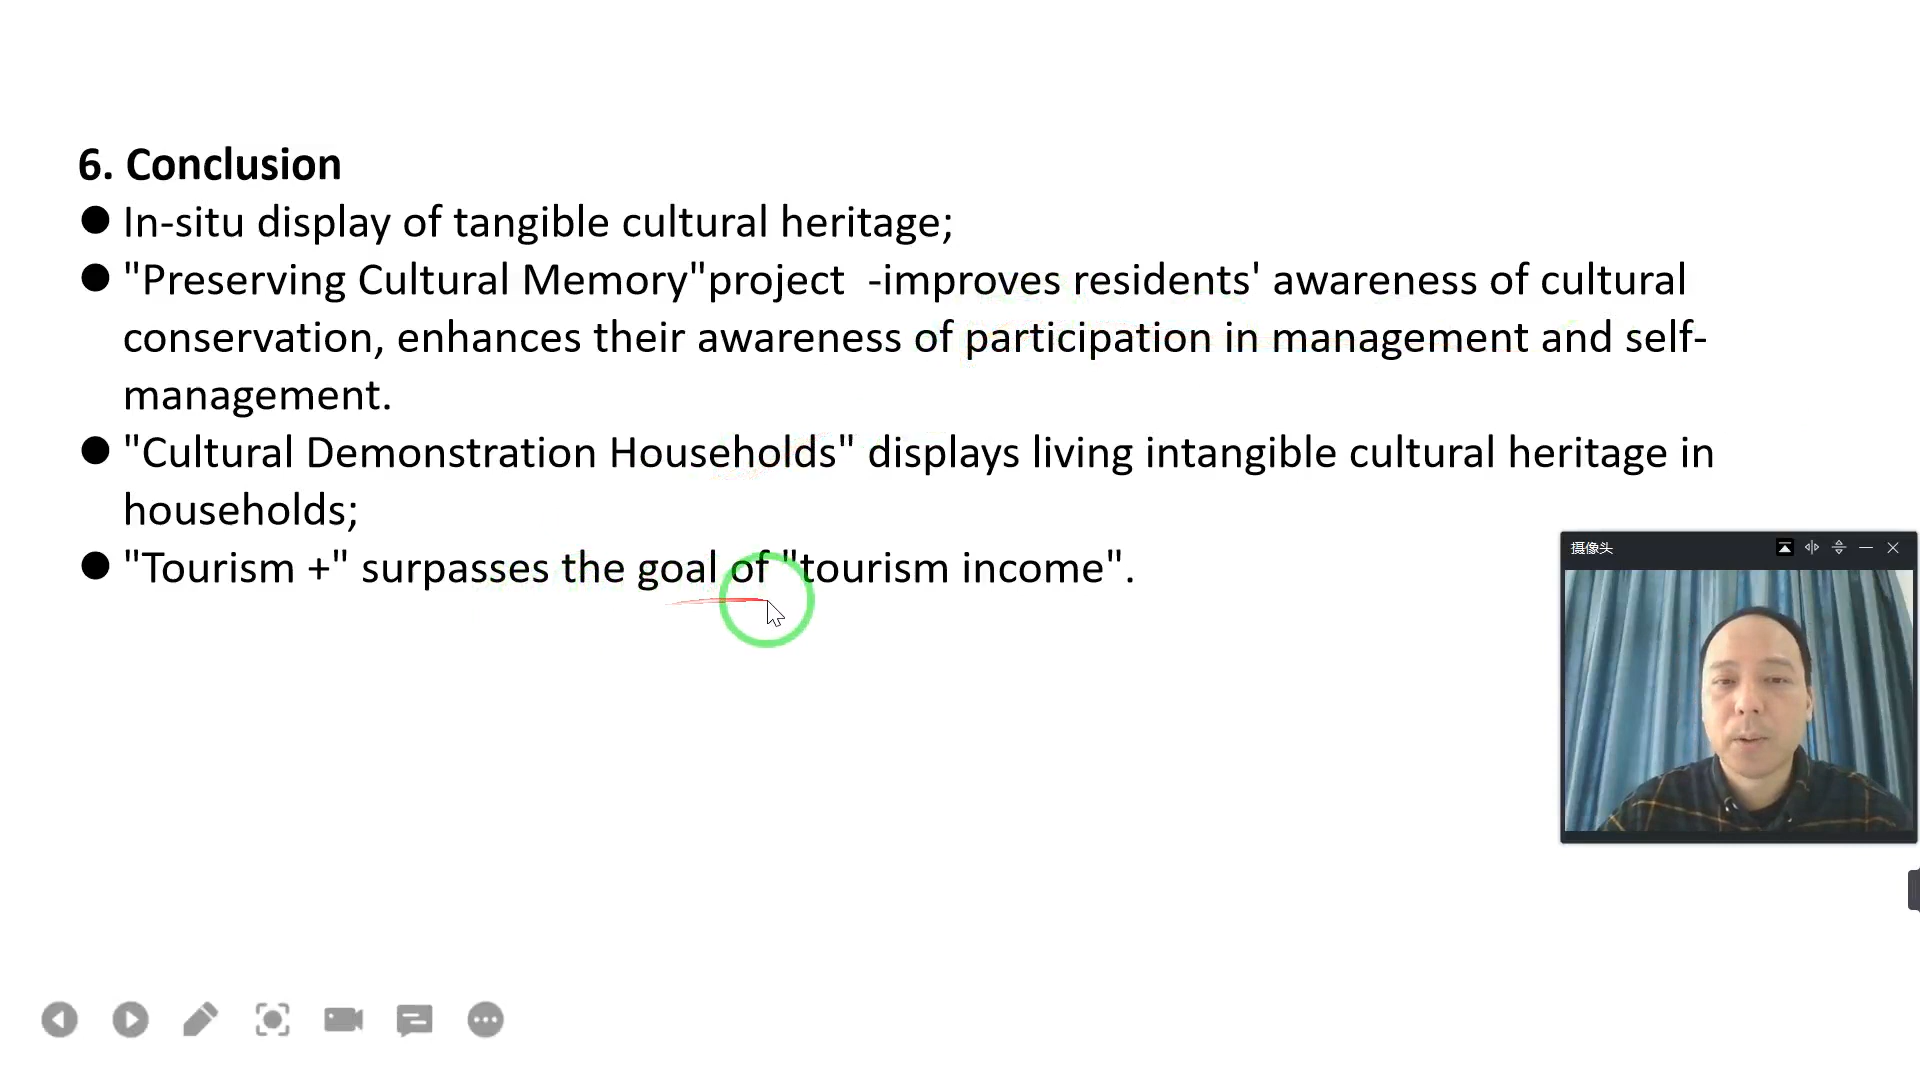 6. Conclusion
● In-situ display of tangible cultural heritage;
● "Preserving Cultural Memory"project  -improves residents' awareness of cultural
conservation, enhances their awareness of participation in management and self-
management.
● "Cultural Demonstration Households" displays living intangible cultural heritage in
households;
● "Tourism +" surpasses the goal of "tourism income".
摄像头